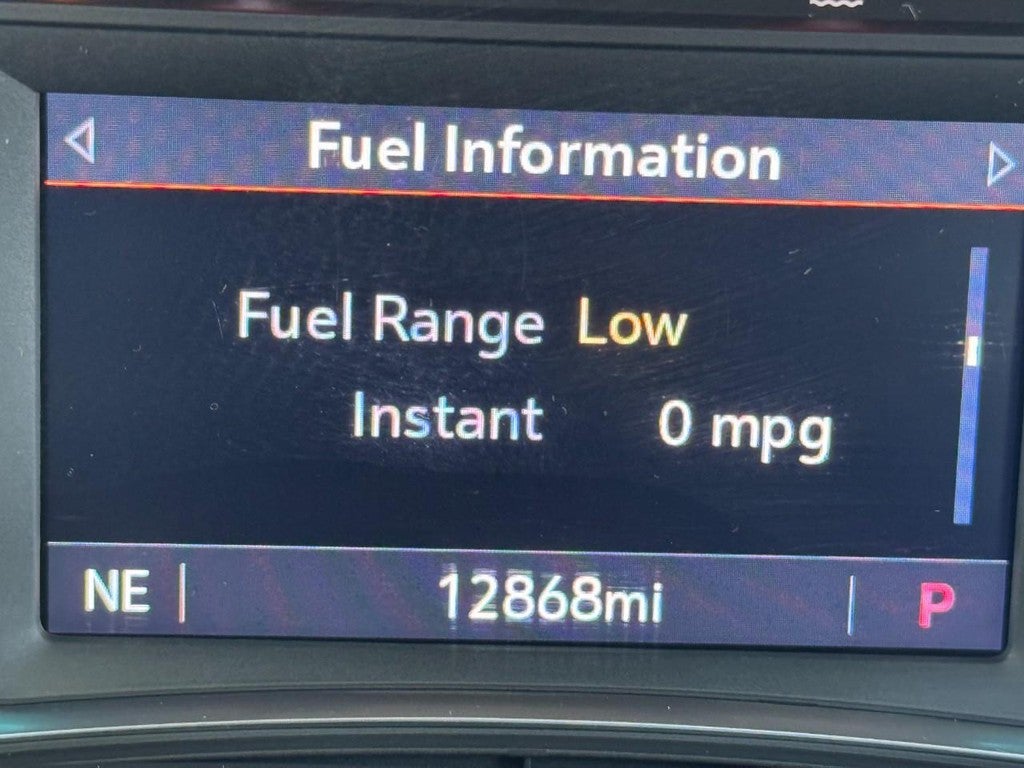 Fuel Information
Fuel Range Low
Instant 0 mpg
NE 12868mi P